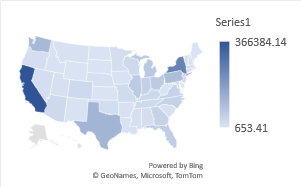 Series1
366384.14
653.41
Powered by Bing
© GeoNames, Microsoft, TomTom